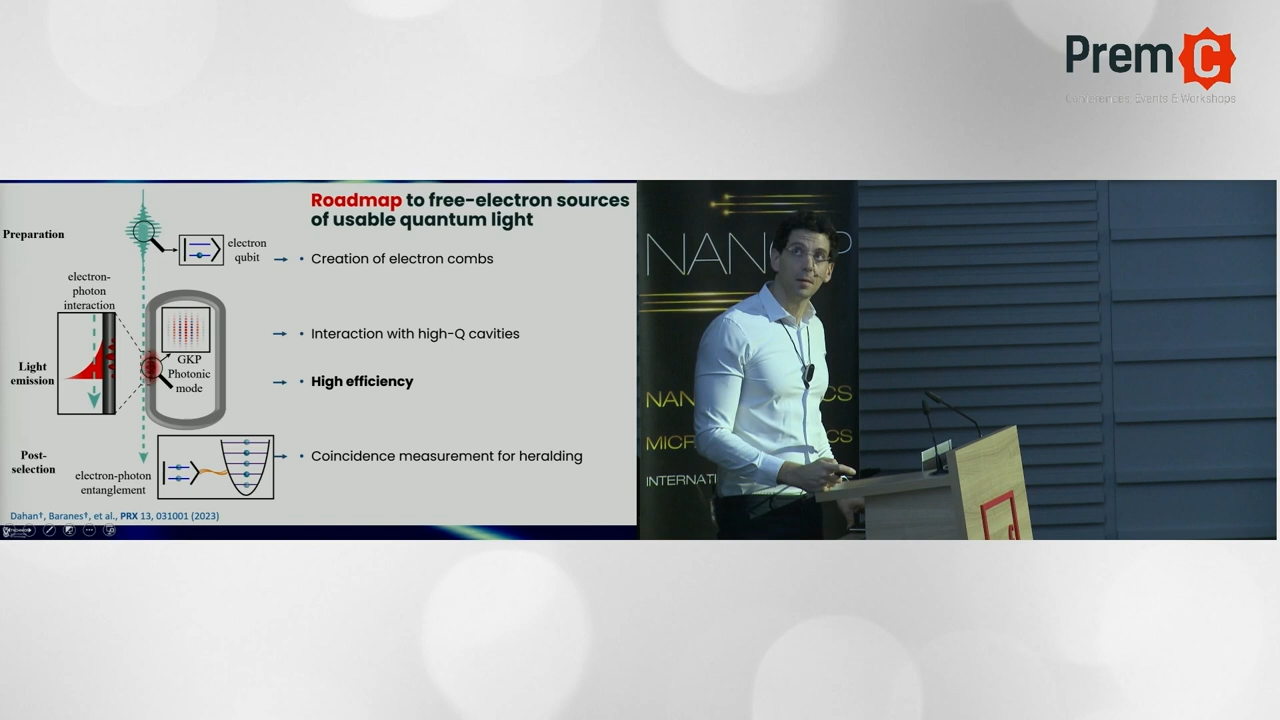 Prem C
Conferences, Events & Workshops
Roadmap to free-electron sources
of usable quantum light
Preparation
electron
qubit
• Creation of electron combs
electron-
photon
interaction
• Interaction with high-Q cavities
GKP
Photonic
mode
Light
emission
• High efficiency
Post-
selection
• Coincidence measurement for heralding
electron-photon
entanglement
Dahan†, Baranes†, et al., PRX 13, 031001 (2023)
NAN P
NAN CS
MICR CS
INTERNATI